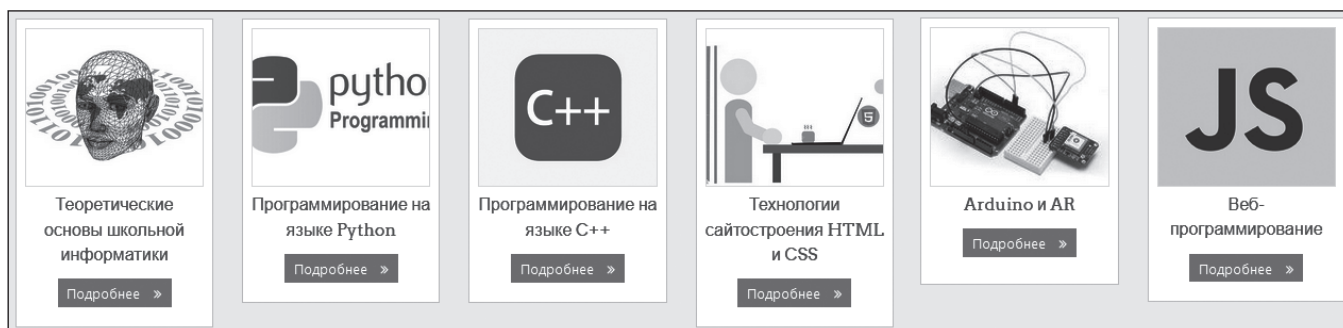 Теоретические
основы школьной
информатики
Подробнее »
pytho
Programmi
Программирование на
языке Python
Подробнее »
C++
Программирование на
языке C++
Подробнее »
5
Технологии
сайтостроения HTML
и CSS
Подробнее »
Arduino и AR
Подробнее »
JS
Веб-
программирование
Подробнее »